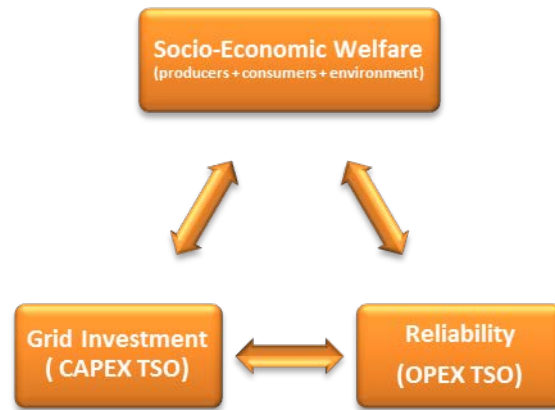 Socio-Economic Welfare
(producers + consumers + environment)
Grid Investment
( CAPEX TSO)
Reliability
(OPEX TSO)